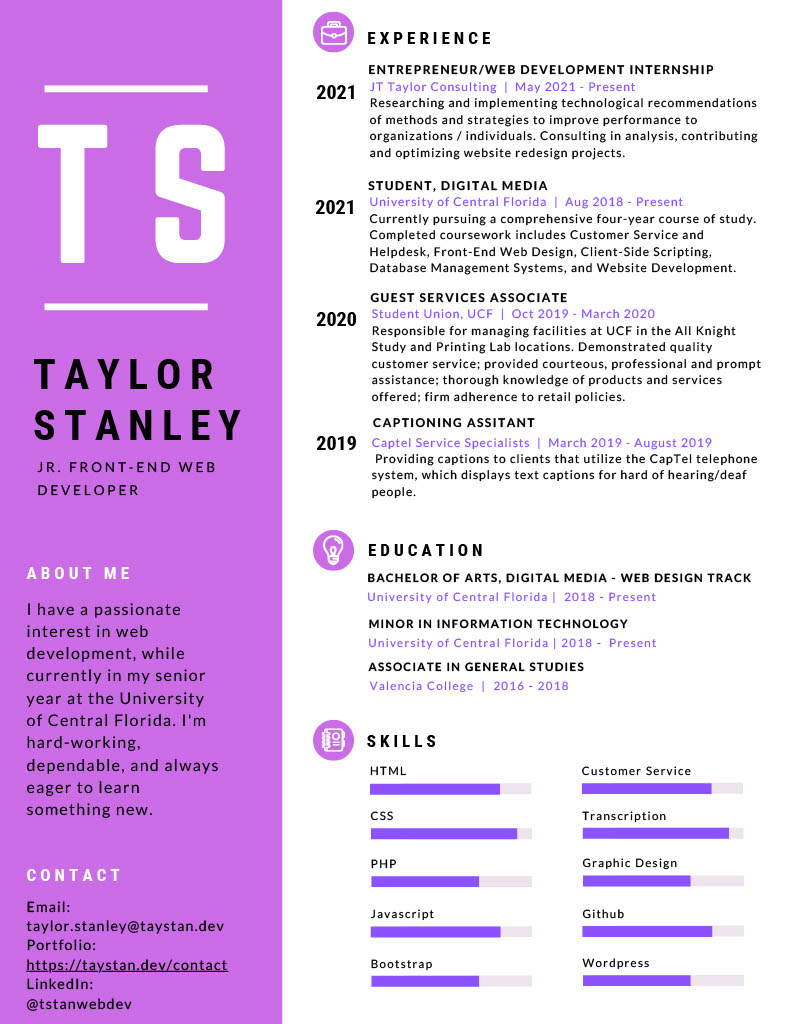 TS
TAYLOR
STANLEY
JR. FRONT-END WEB
DEVELOPER
ABOUT ME
I have a passionate
interest in web
development, while
currently in my senior
year at the University
of Central Florida. I'm
hard-working,
dependable, and always
eager to learn
something new.
CONTACT
Email:
taylor.stanley@taystan.dev
Portfolio:
https://taystan.dev/contact
LinkedIn:
@tstanwebdev
EXPERIENCE
ENTREPRENEUR/WEB DEVELOPMENT INTERNSHIP
2021
JT Taylor Consulting | May 2021 - Present
Researching and implementing technological recommendations
of methods and strategies to improve performance to
organizations / individuals. Consulting in analysis, contributing
and optimizing website redesign projects.
STUDENT, DIGITAL MEDIA
2021
University of Central Florida | Aug 2018 - Present
Currently pursuing a comprehensive four-year course of study.
Completed coursework includes Customer Service and
Helpdesk, Front-End Web Design, Client-Side Scripting,
Database Management Systems, and Website Development.
GUEST SERVICES ASSOCIATE
2020
Student Union, UCF | Oct 2019 - March 2020
Responsible for managing facilities at UCF in the All Knight
Study and Printing Lab locations. Demonstrated quality
customer service; provided courteous, professional and prompt
assistance; thorough knowledge of products and services
offered; firm adherence to retail policies.
CAPTIONING ASSITANT
2019
Captel Service Specialists | March 2019 - August 2019
Providing captions to clients that utilize the CapTel telephone
system, which displays text captions for hard of hearing/deaf
people.
EDUCATION
BACHELOR OF ARTS, DIGITAL MEDIA - WEB DESIGN TRACK
University of Central Florida | 2018 - Present
MINOR IN INFORMATION TECHNOLOGY
University of Central Florida | 2018 - Present
ASSOCIATE IN GENERAL STUDIES
Valencia College | 2016 - 2018
SKILLS
HTML
Customer Service
CSS
Transcription
PHP
Graphic Design
Javascript
Github
Bootstrap
Wordpress